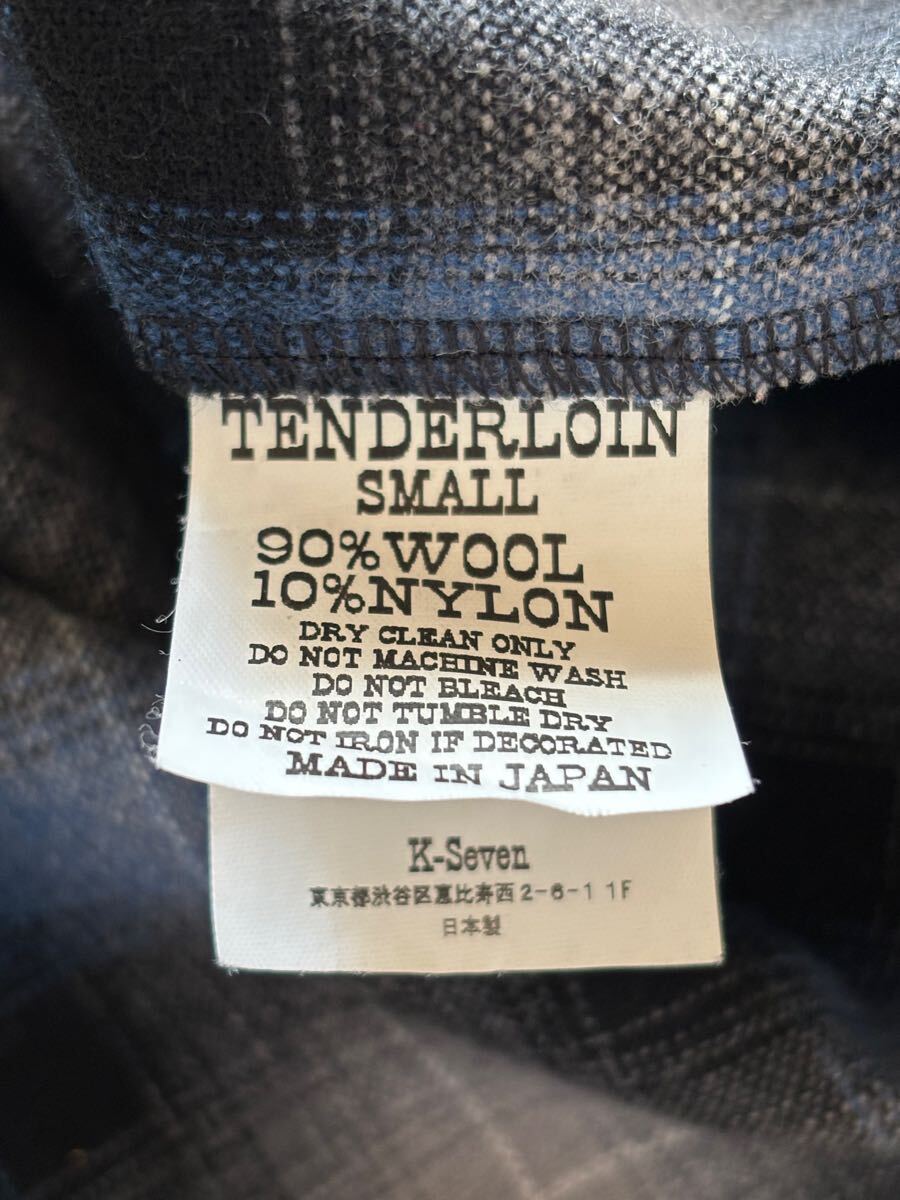 TENDERLOIN
SMALL
90%WOOL
10%NYLON
DRY CLEAN ONLY
DO NOT MACHINE WASH
DO NOT BLEACH
DO NOT TUMBLE DRY
DO NOT IRON IF DECORATED
MADE IN JAPAN
K-Seven
東京都渋谷区恵比寿西2-6-1 1F
日本製